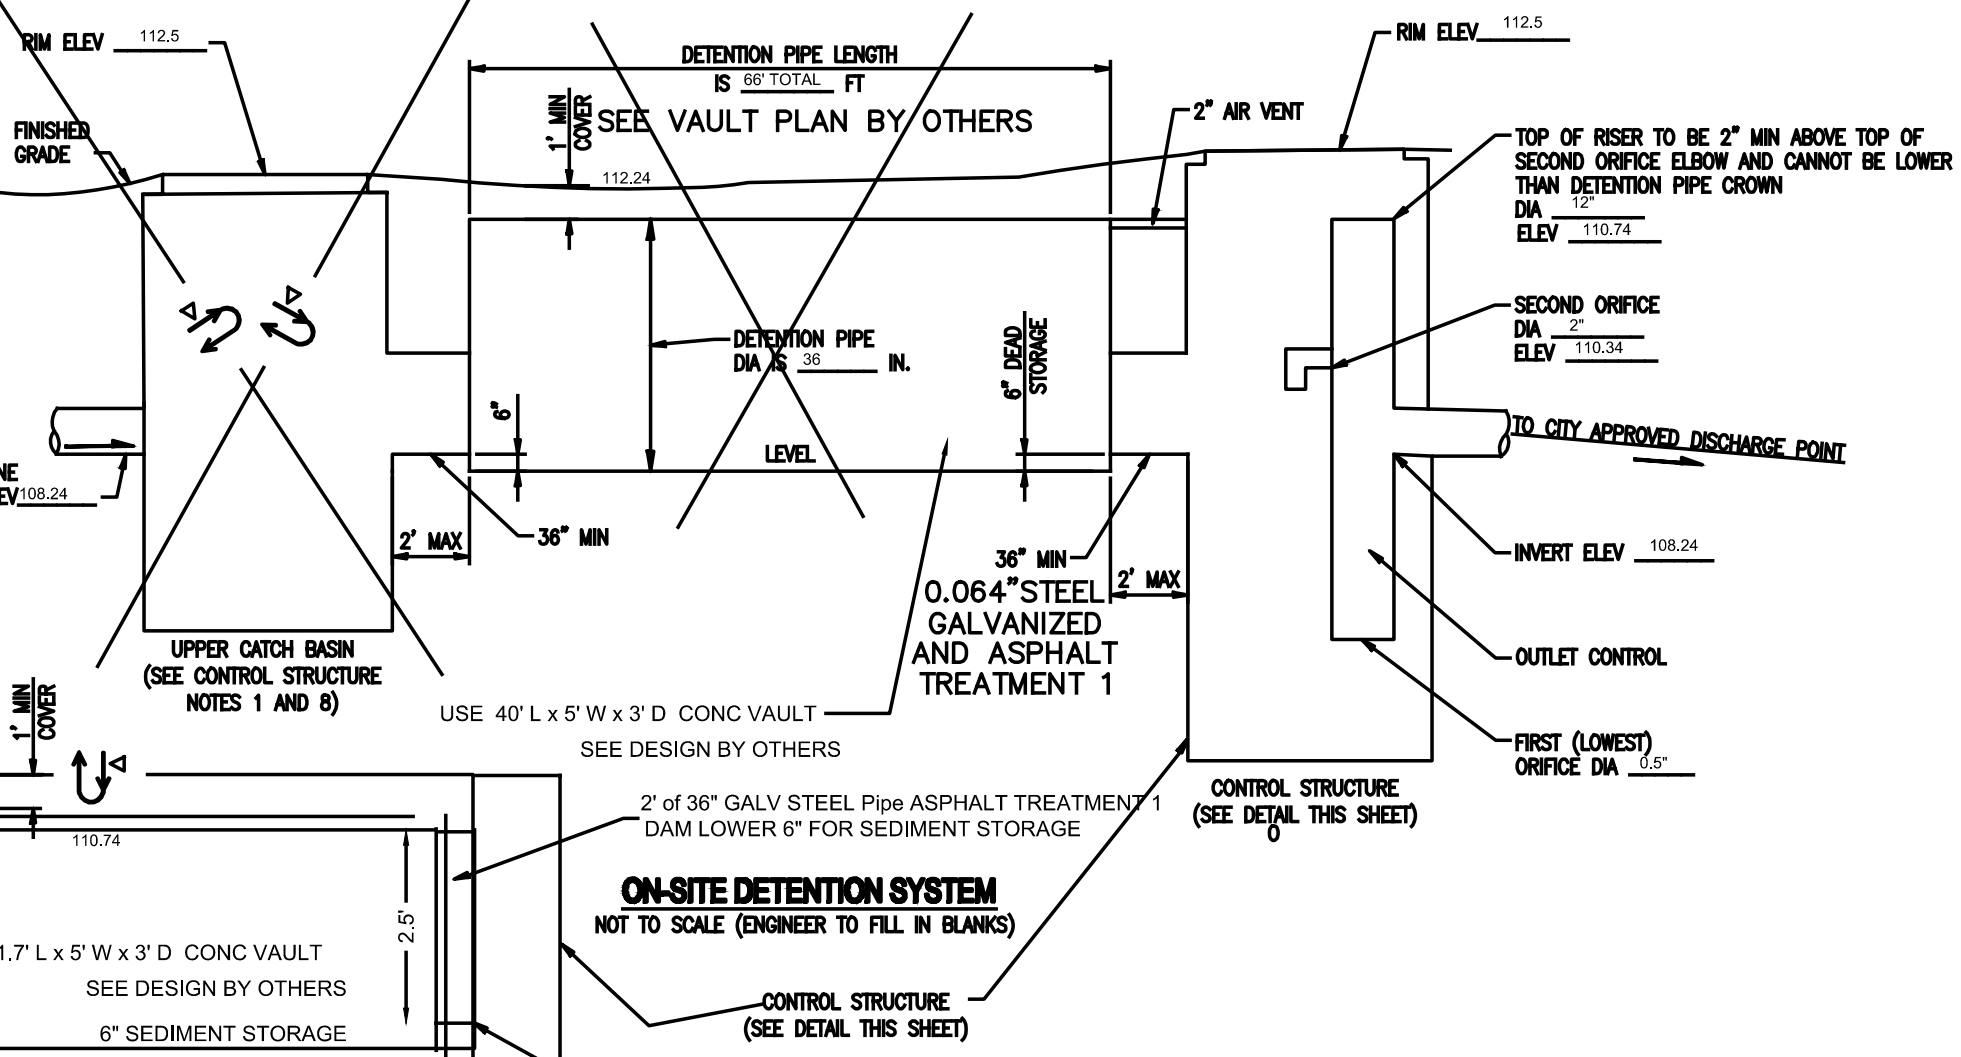 RIM ELEV 112.5
DETENTION PIPE LENGTH
IS 66' TOTAL FT
SEE VAULT PLAN BY OTHERS
1' MIN
COVER
RIM ELEV 112.5
2" AIR VENT
FINISHED
GRADE
112.24
TOP OF RISER TO BE 2" MIN ABOVE TOP OF
SECOND ORIFICE ELBOW AND CANNOT BE LOWER
THAN DETENTION PIPE CROWN
DIA 12"
ELEV 110.74
SECOND ORIFICE
DIA 2"
ELEV 110.34
DETENTION PIPE
DIA IS 36 IN.
6" DEAD
STORAGE
6"
LEVEL
TO CITY APPROVED DISCHARGE POINT
NE
EV 108.24
2' MAX
36" MIN
36" MIN
2' MAX
INVERT ELEV 108.24
0.064" STEEL
GALVANIZED
AND ASPHALT
TREATMENT 1
UPPER CATCH BASIN
(SEE CONTROL STRUCTURE
NOTES 1 AND 8)
OUTLET CONTROL
1' MIN
COVER
USE 40' L x 5' W x 3' D CONC VAULT
SEE DESIGN BY OTHERS
FIRST (LOWEST)
ORIFICE DIA 0.5"
CONTROL STRUCTURE
(SEE DETAIL THIS SHEET)
O
2' of 36" GALV STEEL Pipe ASPHALT TREATMENT 1
DAM LOWER 6" FOR SEDIMENT STORAGE
110.74
ON-SITE DETENTION SYSTEM
NOT TO SCALE (ENGINEER TO FILL IN BLANKS)
2.5'
1.7' L x 5' W x 3' D CONC VAULT
SEE DESIGN BY OTHERS
6" SEDIMENT STORAGE
CONTROL STRUCTURE
(SEE DETAIL THIS SHEET)